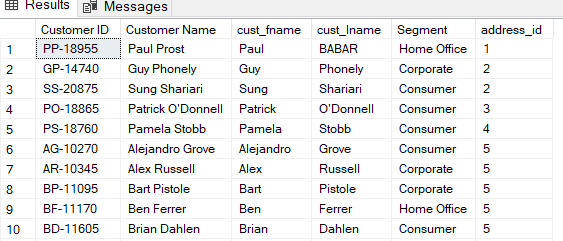 Results Messages
Customer ID Customer Name cust_fname cust_lname Segment address_id
1 PP-18955 Paul Prost Paul BABAR Home Office 1
2 GP-14740 Guy Phonely Guy Phonely Corporate 2
3 SS-20875 Sung Shariari Sung Shariari Consumer 2
4 PO-18865 Patrick O'Donnell Patrick O'Donnell Consumer 3
5 PS-18760 Pamela Stobb Pamela Stobb Consumer 4
6 AG-10270 Alejandro Grove Alejandro Grove Consumer 5
7 AR-10345 Alex Russell Alex Russell Corporate 5
8 BP-11095 Bart Pistole Bart Pistole Corporate 5
9 BF-11170 Ben Ferrer Ben Ferrer Home Office 5
10 BD-11605 Brian Dahlen Brian Dahlen Consumer 5